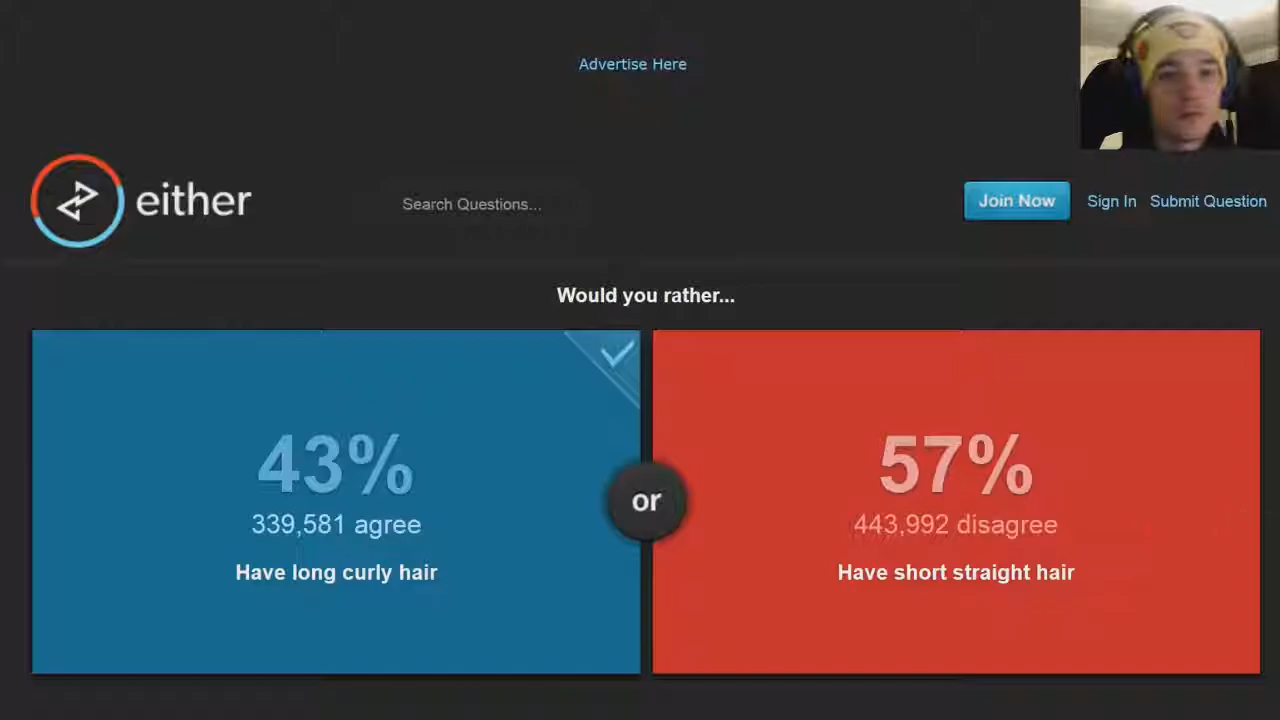 Advertise Here
either
Search Questions...
Join Now
Sign In
Submit Question
Would you rather...
43%
339,581 agree
Have long curly hair
or
57%
443,992 disagree
Have short straight hair